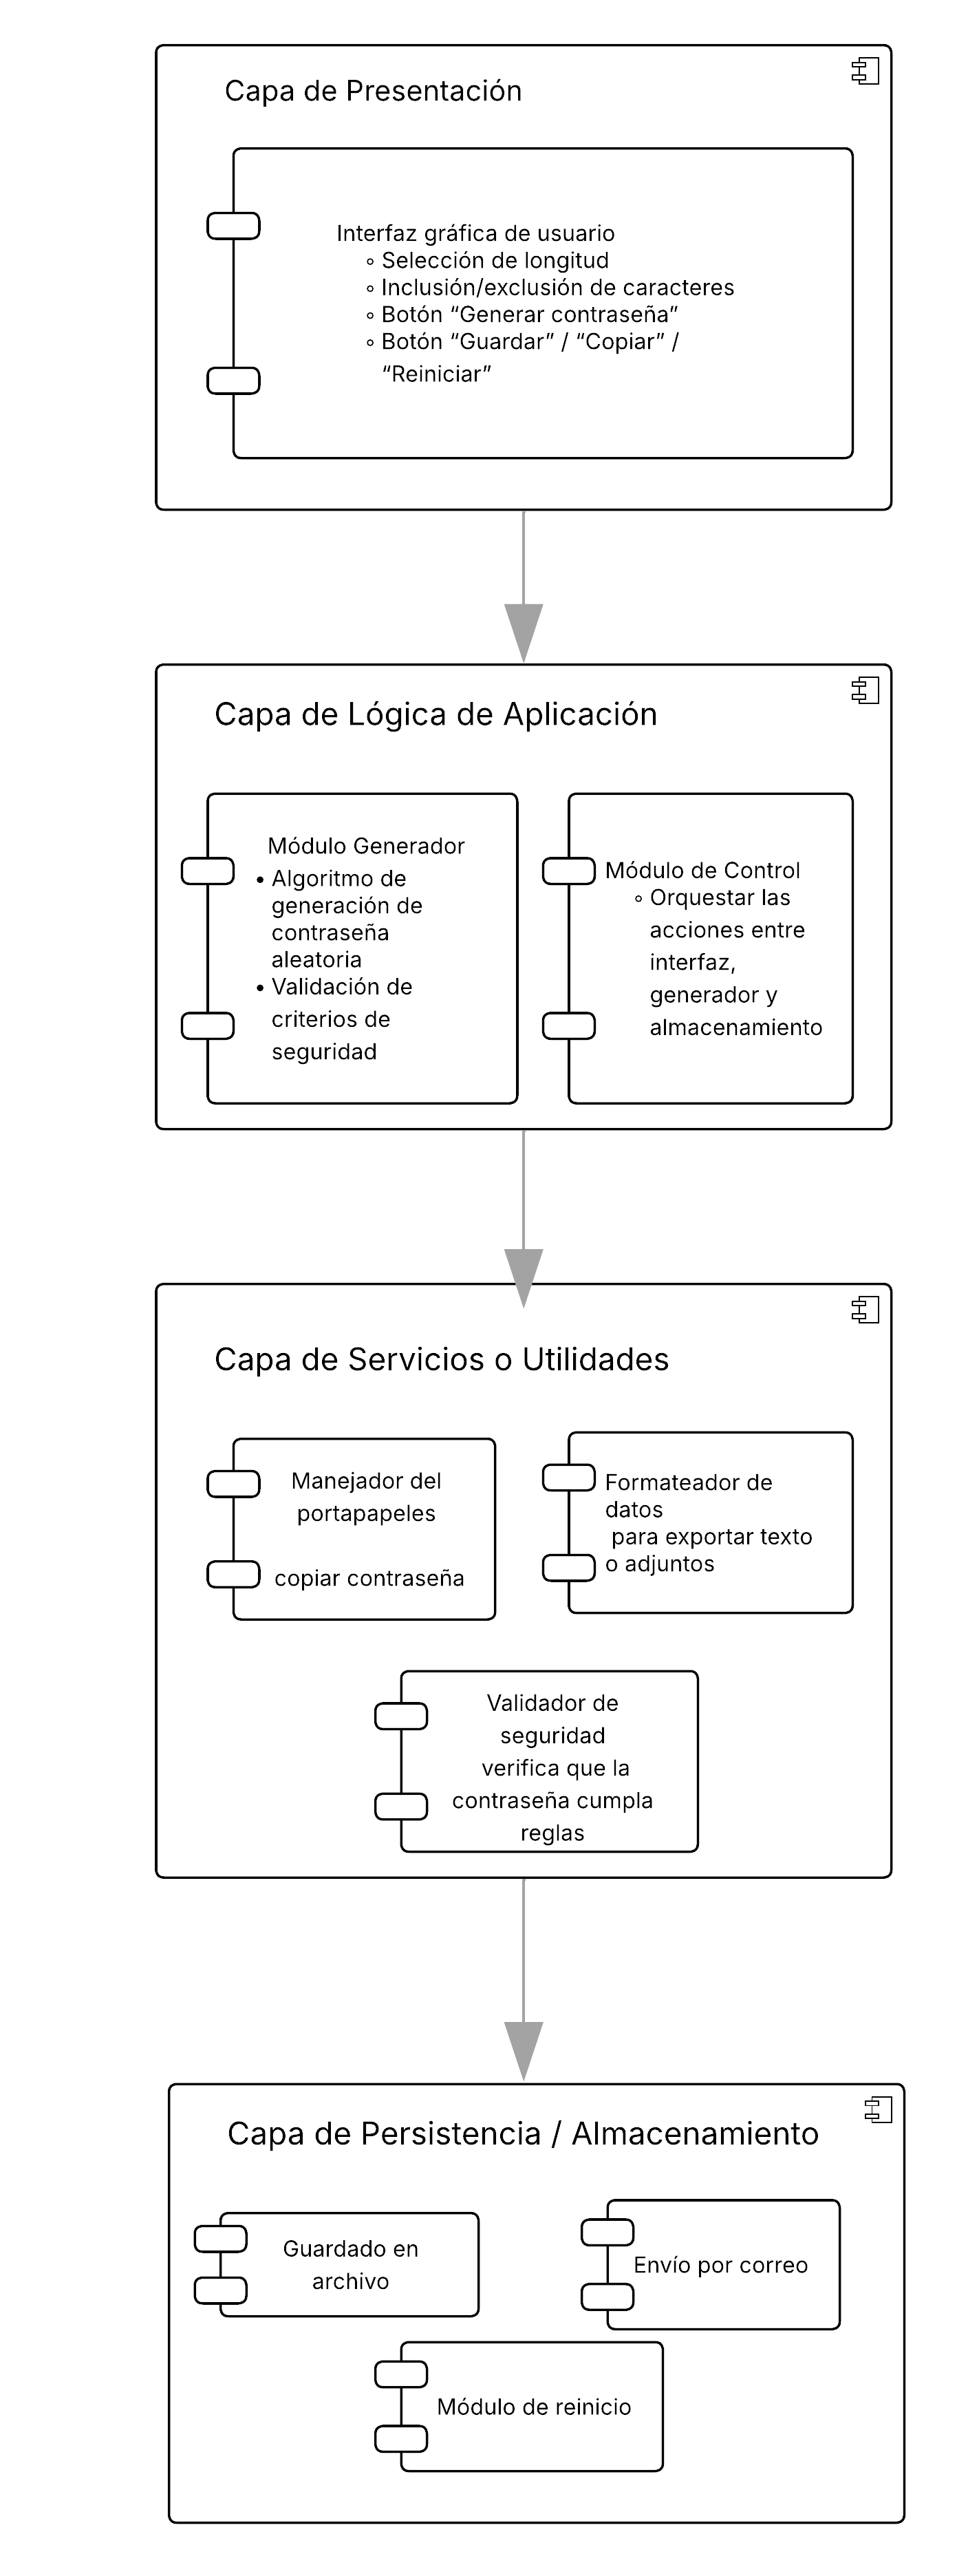 Capa de Presentación
Interfaz gráfica de usuario
◦ Selección de longitud
◦ Inclusión/exclusión de caracteres
◦ Botón “Generar contraseña”
◦ Botón “Guardar” / “Copiar” /
“Reiniciar”
Capa de Lógica de Aplicación
Módulo Generador
• Algoritmo de
generación de
contraseña
aleatoria
• Validación de
criterios de
seguridad
Módulo de Control
◦ Orquestar las
acciones entre
interfaz,
generador y
almacenamiento
Capa de Servicios o Utilidades
Manejador del
portapapeles
copiar contraseña
Formateador de
datos
para exportar texto
o adjuntos
Validador de
seguridad
verifica que la
contraseña cumpla
reglas
Capa de Persistencia / Almacenamiento
Guardado en
archivo
Envío por correo
Módulo de reinicio